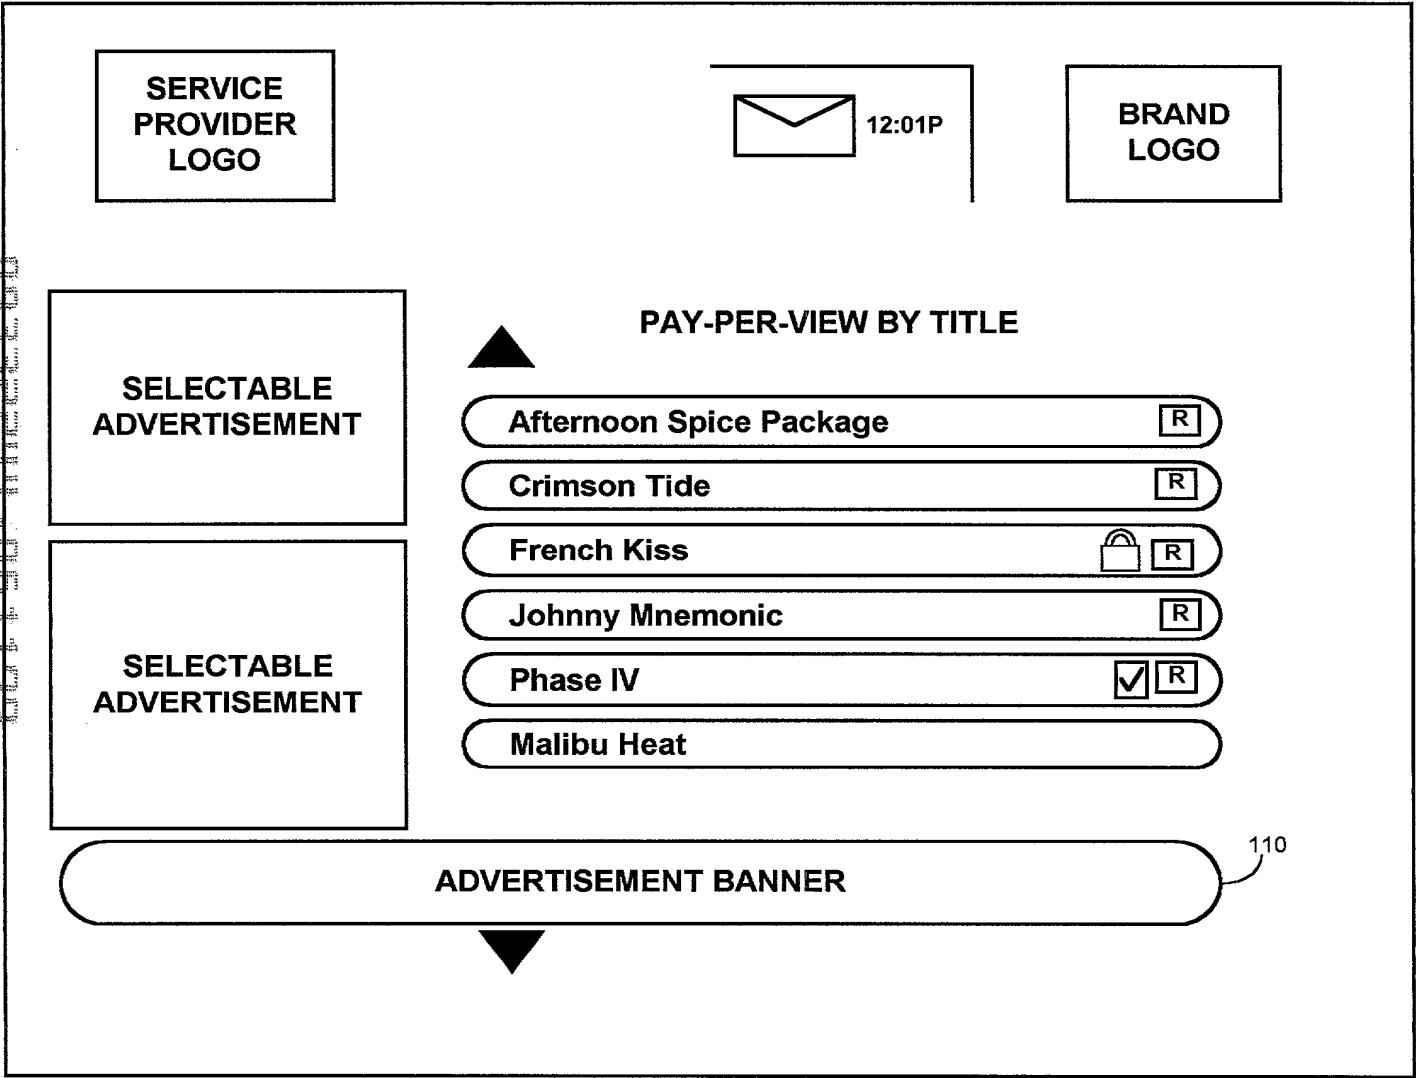 SERVICE
PROVIDER
LOGO
12:01P
BRAND
LOGO
SELECTABLE
ADVERTISEMENT
SELECTABLE
ADVERTISEMENT
PAY-PER-VIEW BY TITLE
Afternoon Spice Package R
Crimson Tide R
French Kiss R
Johnny Mnemonic R
Phase IV R
Malibu Heat
ADVERTISEMENT BANNER
110